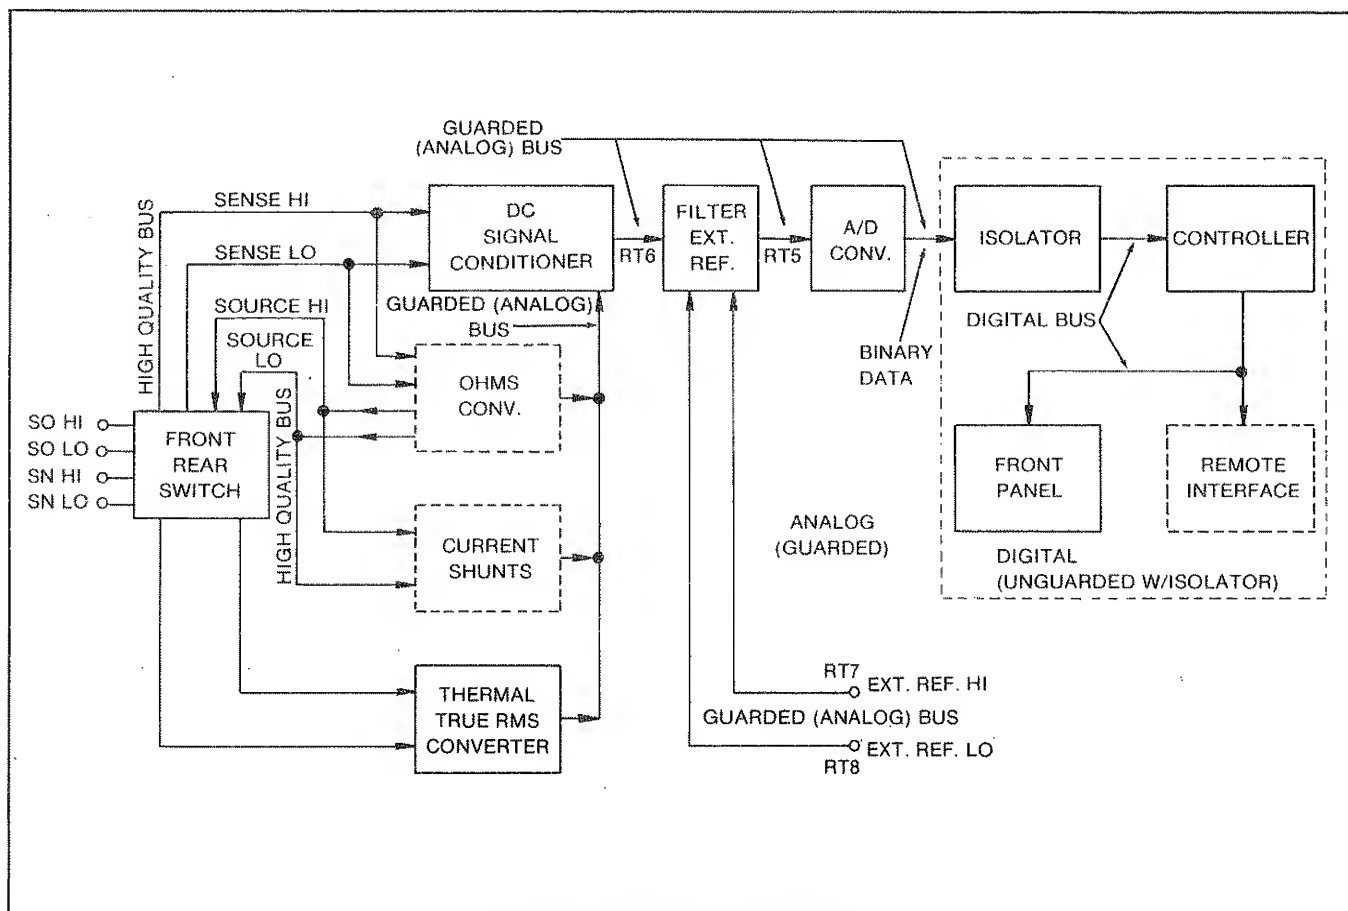 GUARDED
(ANALOG) BUS
HIGH QUALITY BUS
SENSE HI
SENSE LO
SOURCE HI
SOURCE
LO
HIGH QUALITY BUS
DC
SIGNAL
CONDITIONER
GUARDED (ANALOG)
BUS
RT6
FILTER
EXT.
REF.
RT5
A/D
CONV.
BINARY
DATA
ISOLATOR
CONTROLLER
DIGITAL BUS
SO HI
SO LO
SN HI
SN LO
FRONT
REAR
SWITCH
OHMS
CONV.
CURRENT
SHUNTS
THERMAL
TRUE RMS
CONVERTER
FRONT
PANEL
REMOTE
INTERFACE
ANALOG
(GUARDED)
DIGITAL
(UNGUARDED W/ISOLATOR)
RT7
EXT. REF. HI
GUARDED (ANALOG) BUS
EXT. REF. LO
RT8